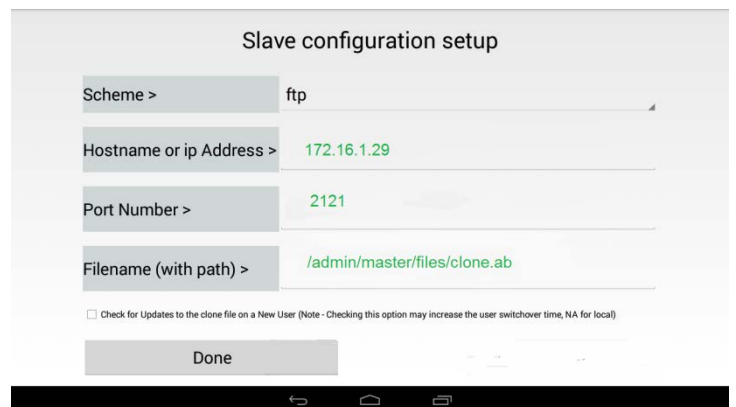 Slave configuration setup
Scheme >
ftp
Hostname or ip Address >
172.16.1.29
Port Number >
2121
Filename (with path) >
/admin/master/files/clone.ab
Check for Updates to the clone file on a New User (Note - Checking this option may increase the user switchover time, NA for local)
Done